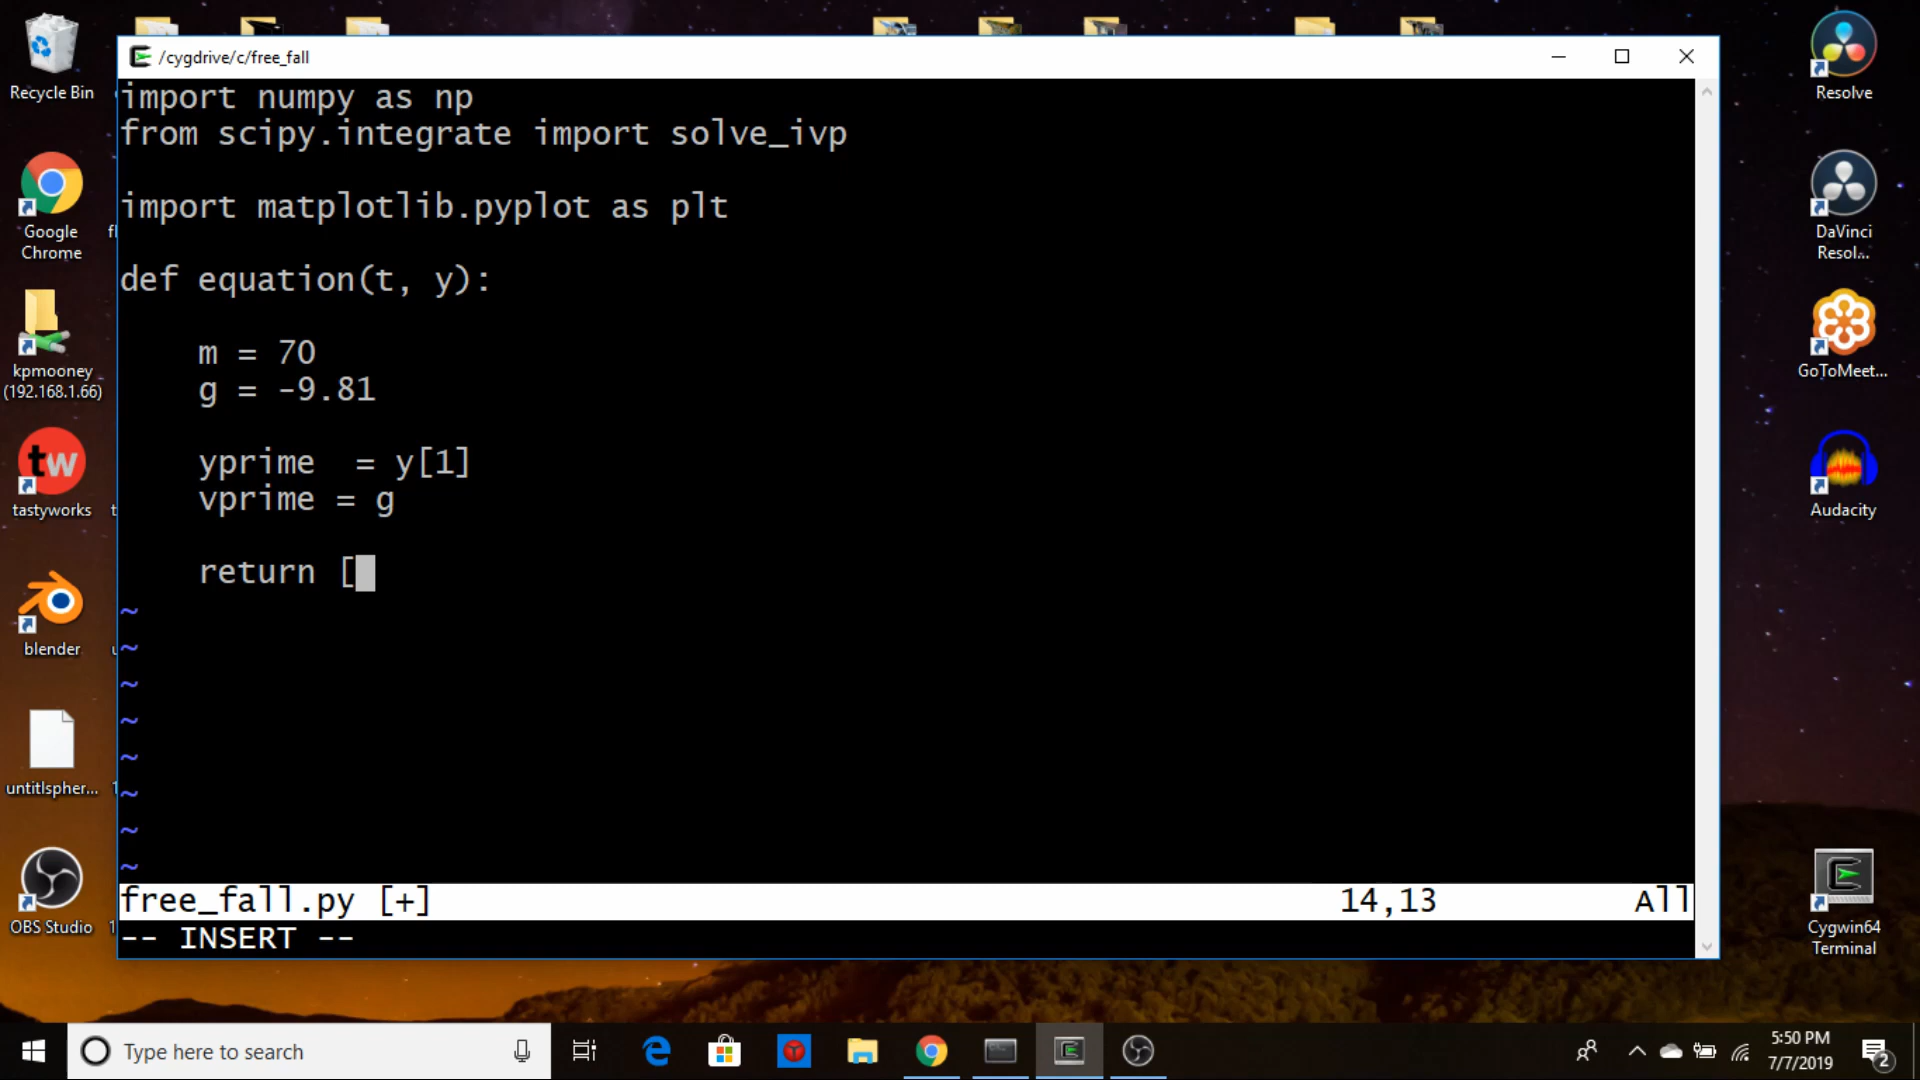 /cygdrive/c/free_fall
import numpy as np
from scipy.integrate import solve_ivp
import matplotlib.pyplot as plt
def equation(t, y):
m = 70
g = -9.81
yprime  = y[1]
vprime = g
return [
~
~
~
~
~
~
~
~
free_fall.py [+]
14,13
All
-- INSERT --
Recycle Bin
Google
Chrome
kpmooney
(192.168.1.66)
tw
tastyworks
blender
untitlspher...
OBS Studio
Resolve
DaVinci
Resol...
GoToMeet...
Audacity
Cygwin64
Terminal
Type here to search
5:50 PM
7/7/2019
2